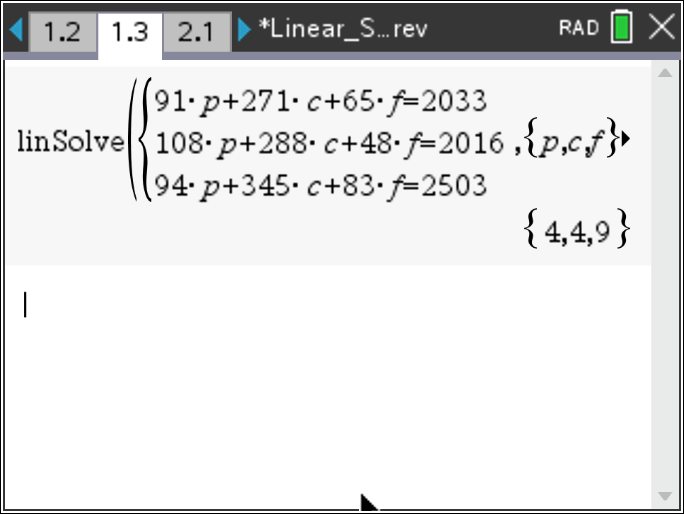 1.2 1.3 2.1 *Linear_S...rev RAD
91·p+271·c+65·f=2033
linSolve({108·p+288·c+48·f=2016 ,{p,c,f}
94·p+345·c+83·f=2503
{4,4,9}